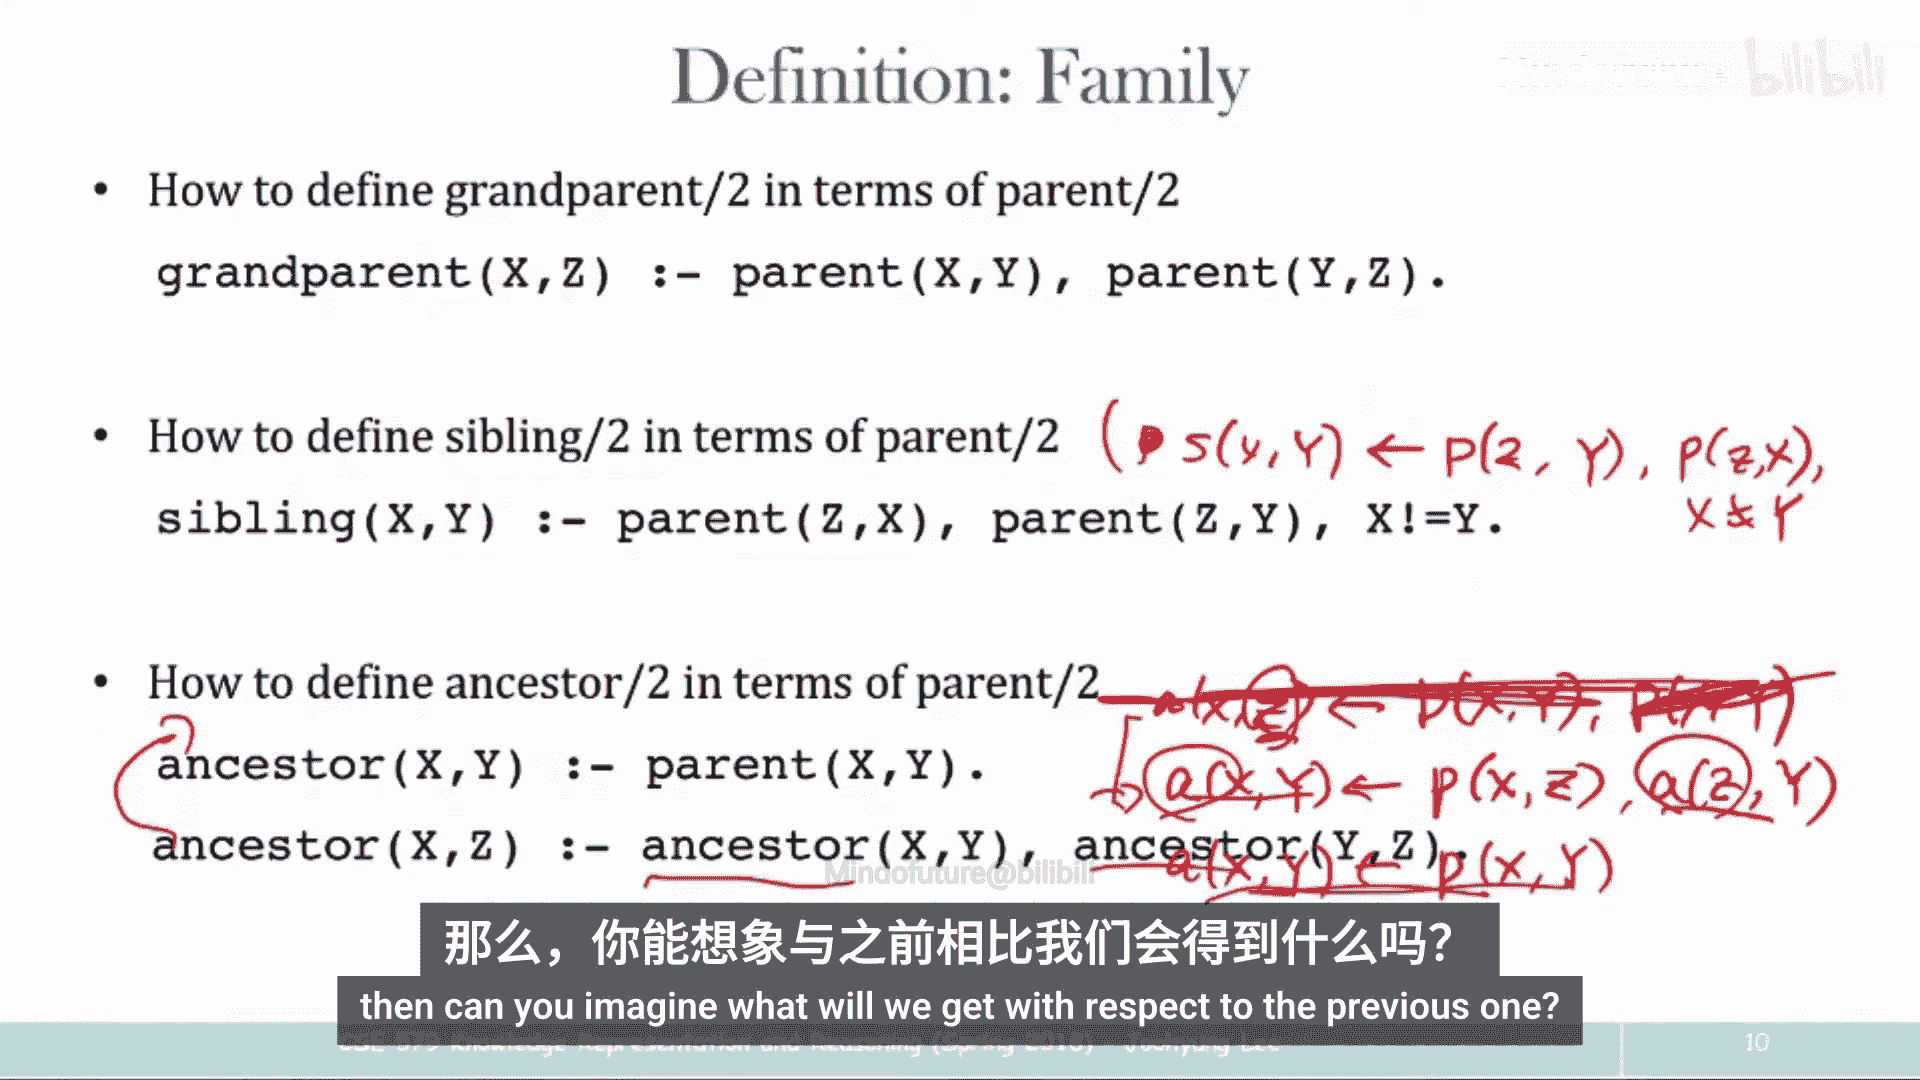 Definition: Family
bilibili
• How to define grandparent/2 in terms of parent/2
grandparent(X,Z) :- parent(X,Y), parent(Y,Z).
• How to define sibling/2 in terms of parent/2
( S(X,Y) ← P(Z, Y), P(Z,X),
X ≠ Y
sibling(X,Y) :- parent(Z,X), parent(Z,Y), X!=Y.
• How to define ancestor/2 in terms of parent/2
ancestor(X,Y) :- parent(X,Y).
a(X,Y) ← P(X,Z), a(Z,Y)
ancestor(X,Z) :- ancestor(X,Y), ancestor(Y,Z).
a(X,Y) ← P(X,Y)
Mindofuture@bilibili
那么，你能想象与之前相比我们会得到什么吗？
then can you imagine what will we get with respect to the previous one?
10